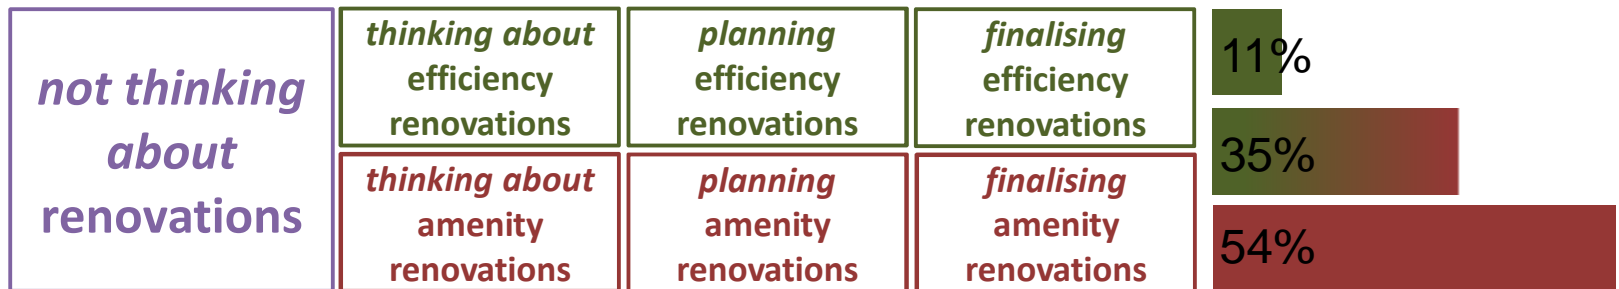 not thinking
about
renovations
thinking about
efficiency
renovations
planning
efficiency
renovations
finalising
efficiency
renovations
thinking about
amenity
renovations
planning
amenity
renovations
finalising
amenity
renovations
11%
35%
54%